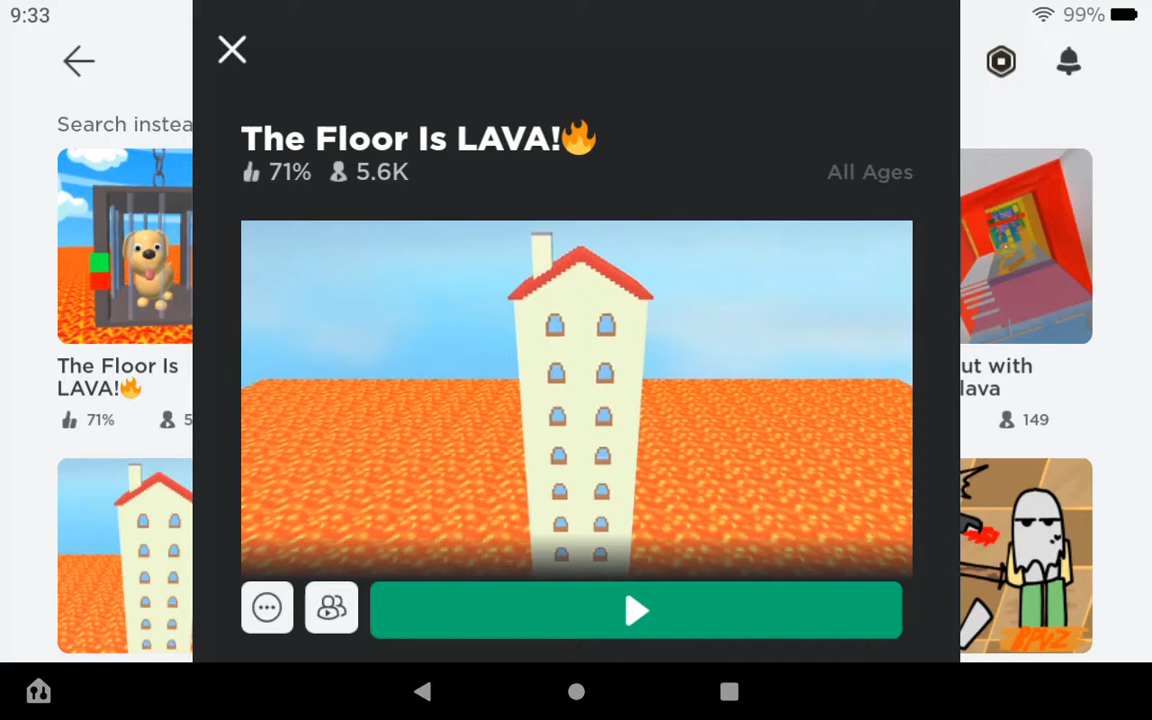 9:33
99%
Search instea
The Floor Is LAVA!🔥
71% 5.6K
All Ages
The Floor Is
LAVA!🔥
71% 5
ut with
lava
149